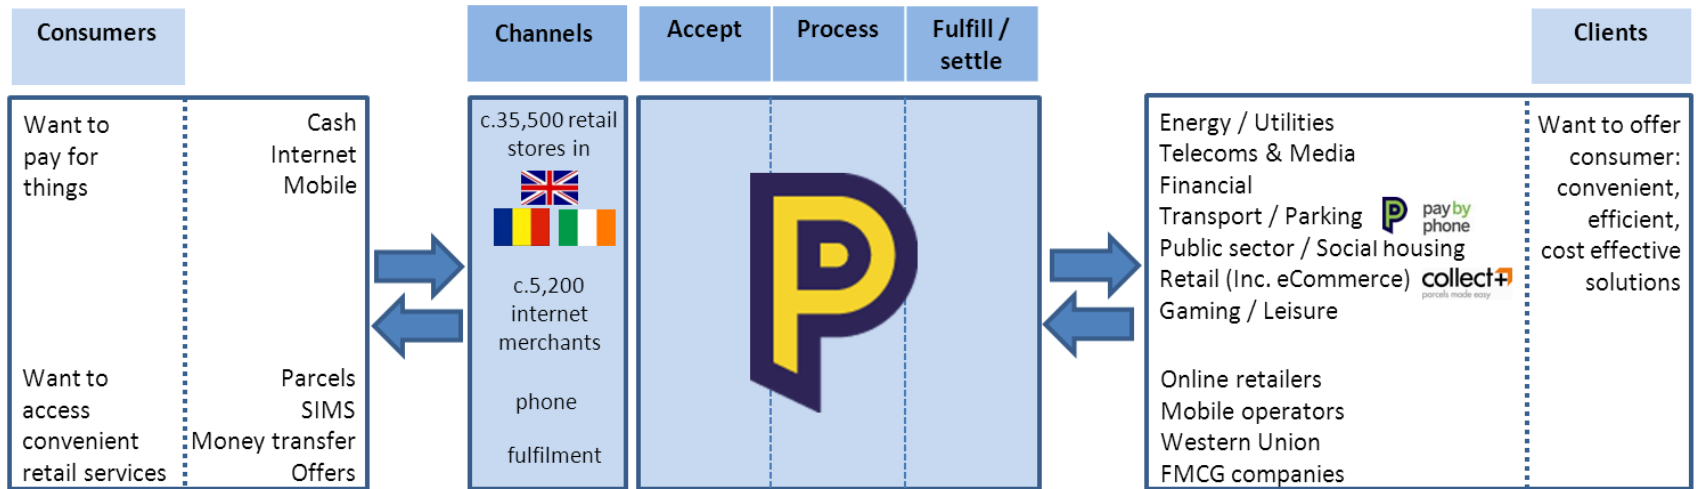 Consumers
Channels
Accept
Process
Fulfill /
settle
Clients
Want to
pay for
things
Cash
Internet
Mobile
Want to
access
convenient
retail services
Parcels
SIMS
Money transfer
Offers
c.35,500 retail
stores in
c.5,200
internet
merchants
phone
fulfilment
Energy / Utilities
Telecoms & Media
Financial
Transport / Parking
pay by
phone
Public sector / Social housing
Retail (Inc. eCommerce)
collect+
parcels made easy
Gaming / Leisure
Online retailers
Mobile operators
Western Union
FMCG companies
Want to offer
consumer:
convenient,
efficient,
cost effective
solutions